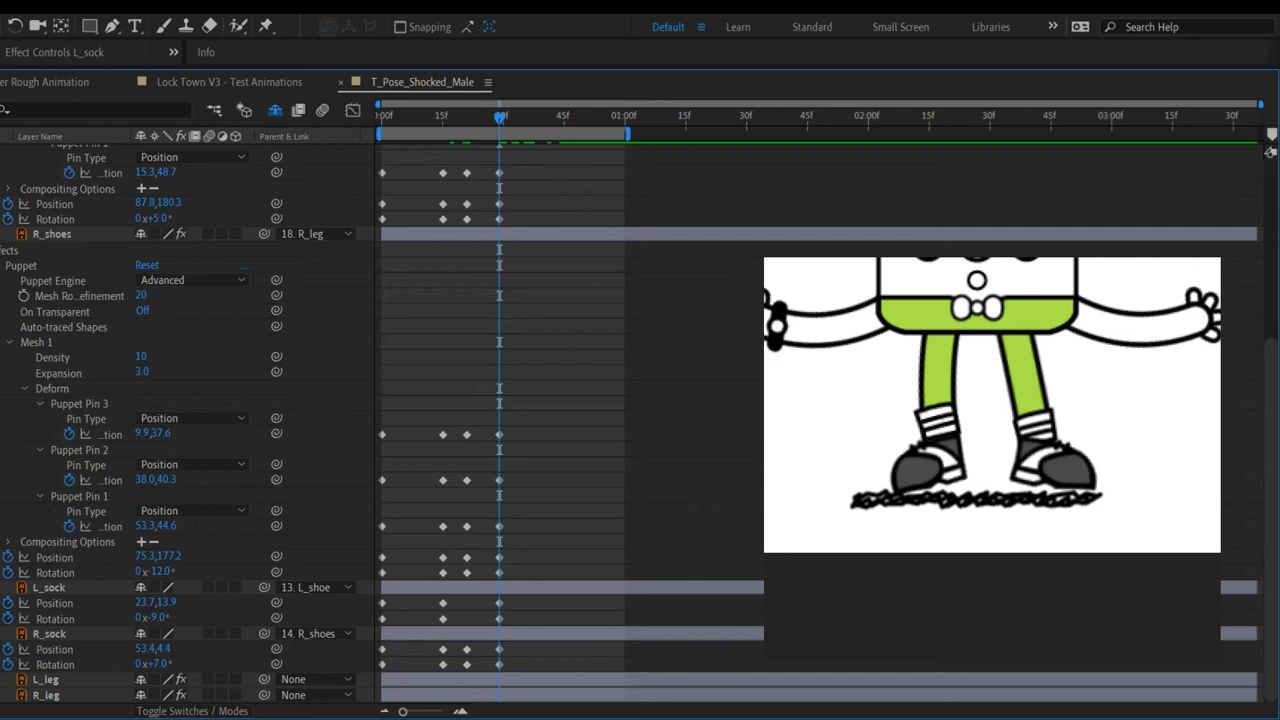 Snapping
Default
Learn
Standard
Small Screen
Libraries
Search Help
Effect Controls L_sock
Info
er Rough Animation
Lock Town V3 - Test Animations
T_Pose_Shocked_Male
Layer Name
Parent & Link
15f
45f
01:00f
15f
30f
45f
02:00f
15f
30f
45f
03:00f
15f
30f
Pin Type
Position
...tion
15.3,48.7
Compositing Options
Position
87.8,180.3
Rotation
0 x+5.0°
R_shoes
18. R_leg
Puppet
Reset
...
Puppet Engine
Advanced
Mesh Ro...efinement
20
On Transparent
Off
Auto-traced Shapes
Mesh 1
Density
10
Expansion
3.0
Deform
Puppet Pin 3
Pin Type
Position
...tion
9.9,37.6
Puppet Pin 2
Pin Type
Position
...tion
38.0,40.3
Puppet Pin 1
Pin Type
Position
...tion
53.3,44.6
Compositing Options
Position
75.3,177.2
Rotation
0 x-12.0°
L_sock
13. L_shoe
Position
23.7,13.9
Rotation
0 x-9.0°
R_sock
14. R_shoes
Position
53.4,4.4
Rotation
0 x+7.0°
L_leg
None
R_leg
None
Toggle Switches / Modes